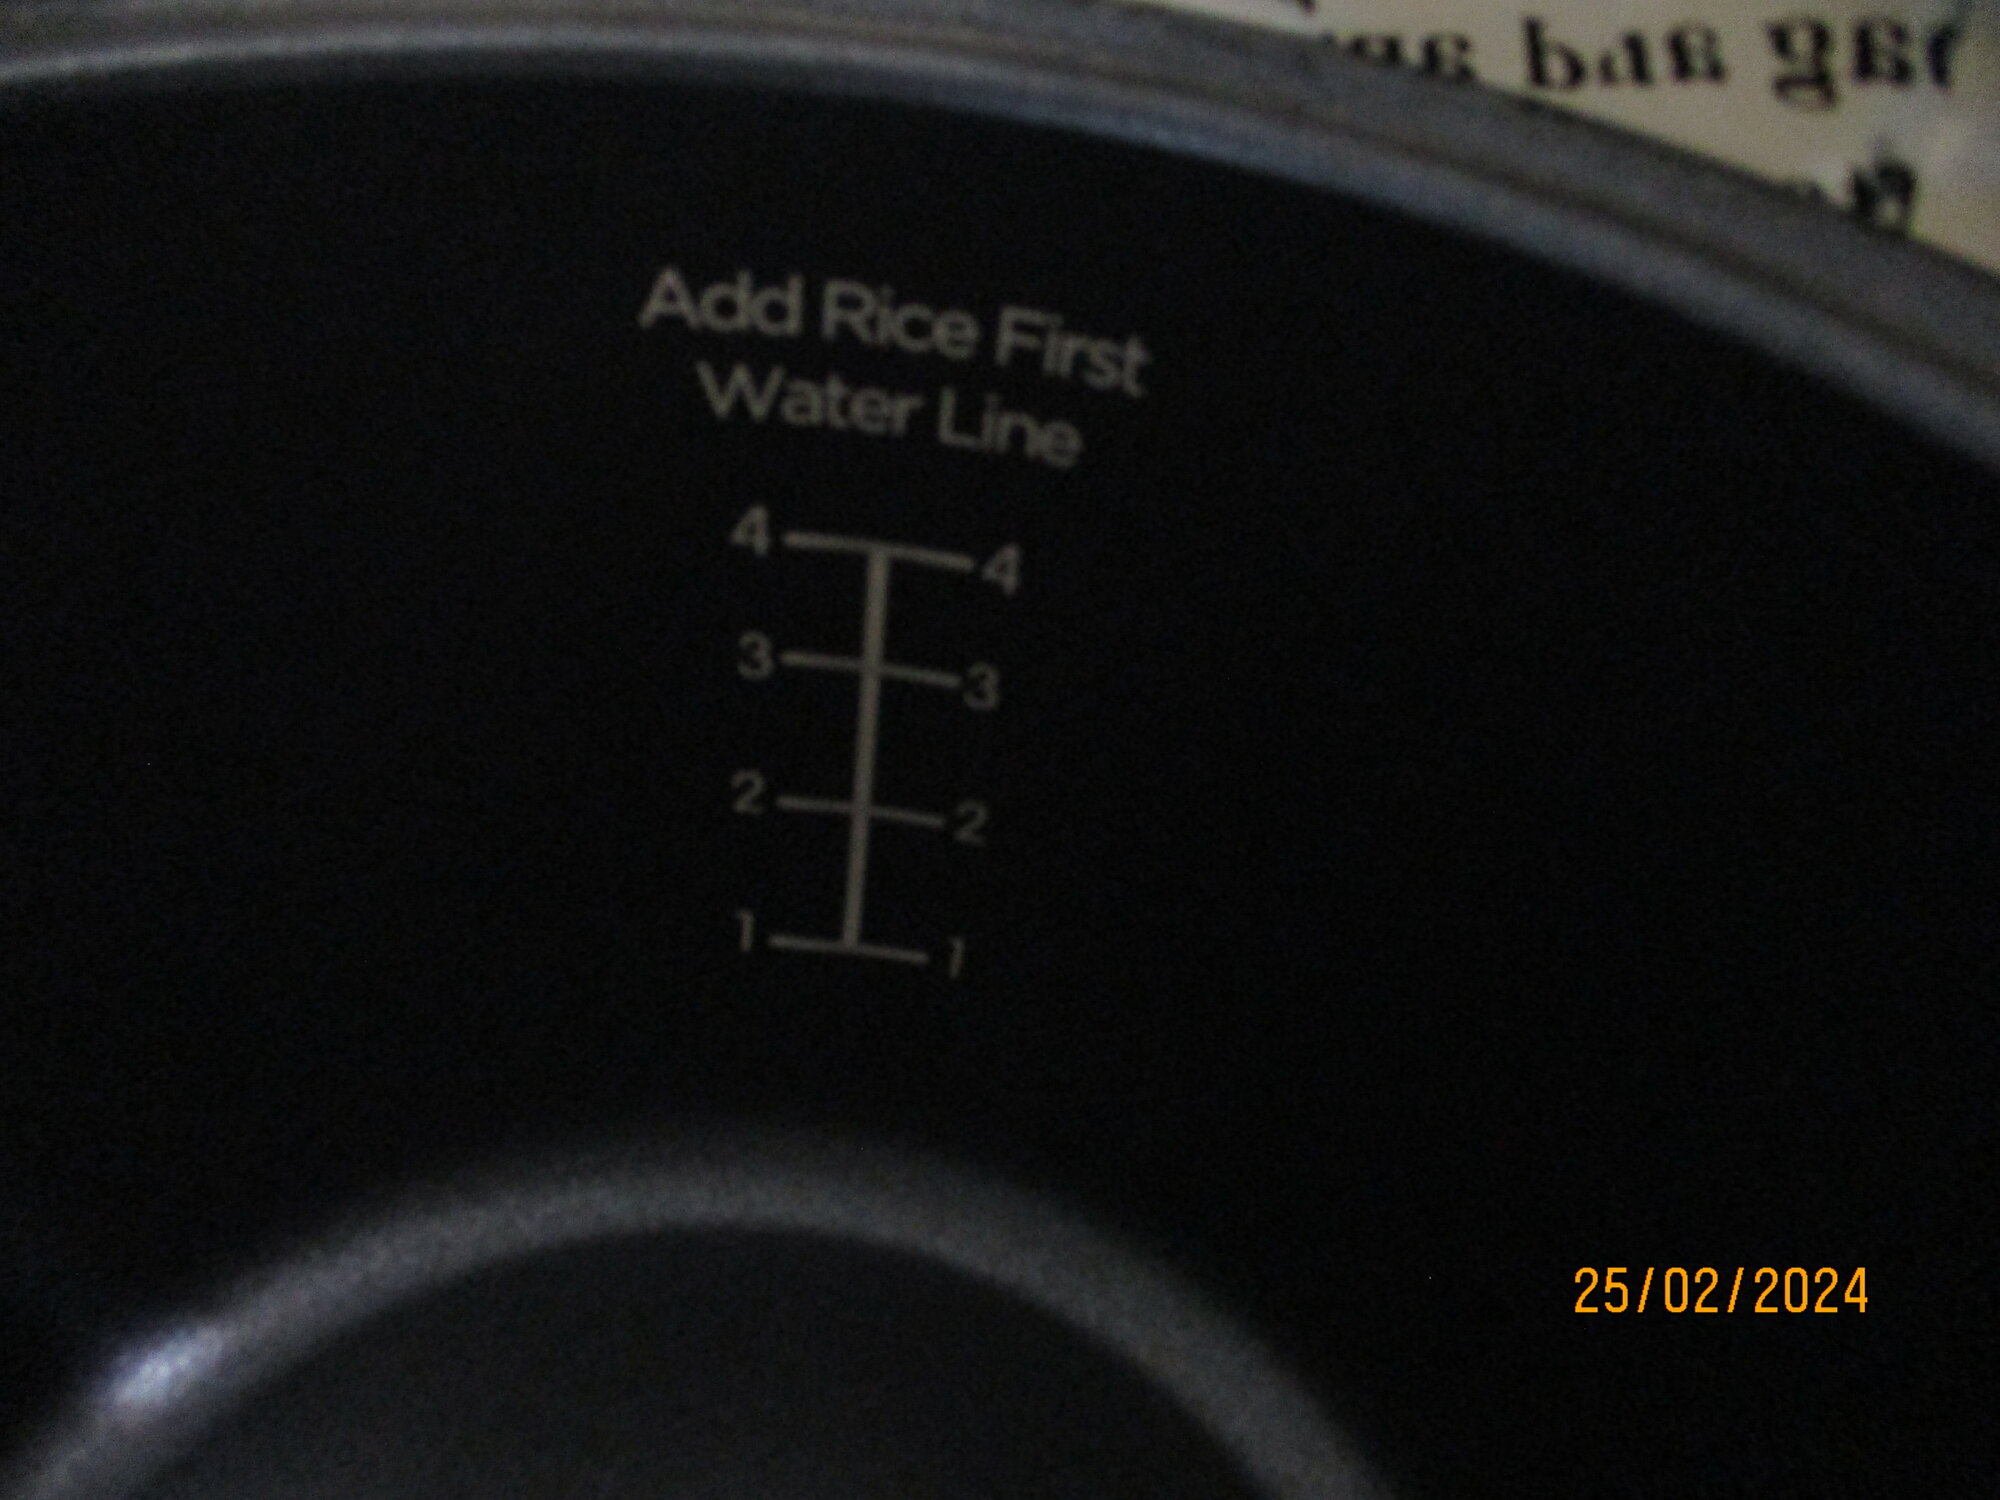 Add Rice First
Water Line
4 4
3 3
2 2
1 1
25/02/2024